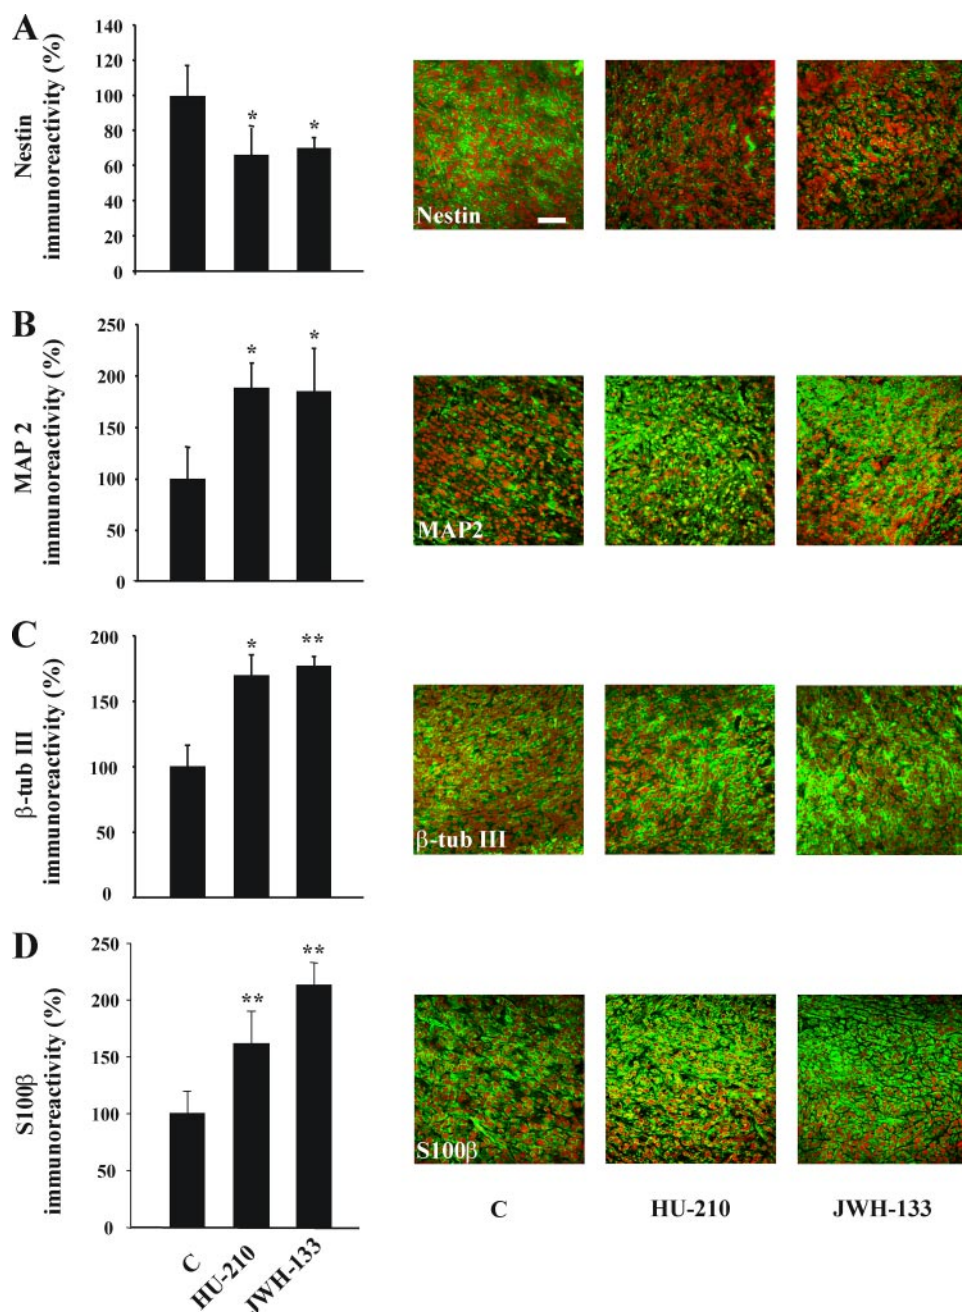 A
Nestin
immunoreactivity (%)
140
120
100
80
60
40
20
0
*
*
Nestin
B
MAP 2
immunoreactivity (%)
250
200
150
100
50
0
*
*
MAP2
C
β-tub III
immunoreactivity (%)
200
150
100
50
0
*
**
β-tub III
D
S100β
immunoreactivity (%)
250
200
150
100
50
0
**
**
S100β
C
HU-210
JWH-133
C
HU-210
JWH-133